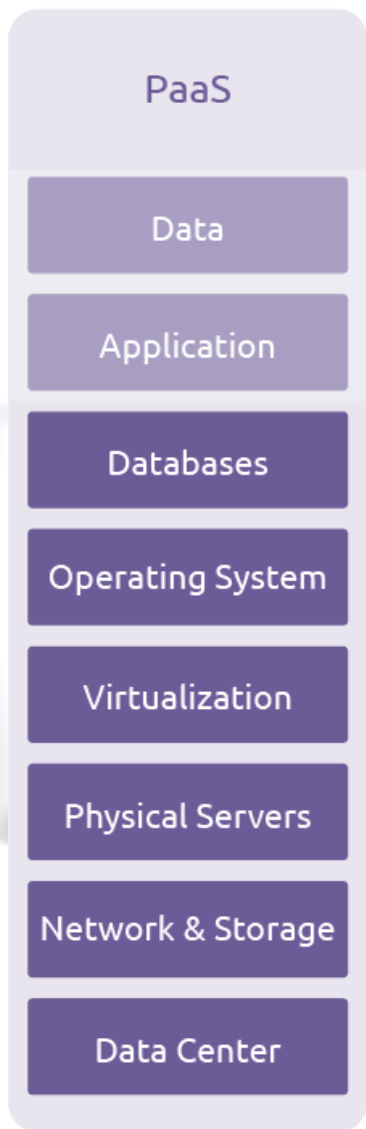 PaaS
Data
Application
Databases
Operating System
Virtualization
Physical Servers
Network & Storage
Data Center